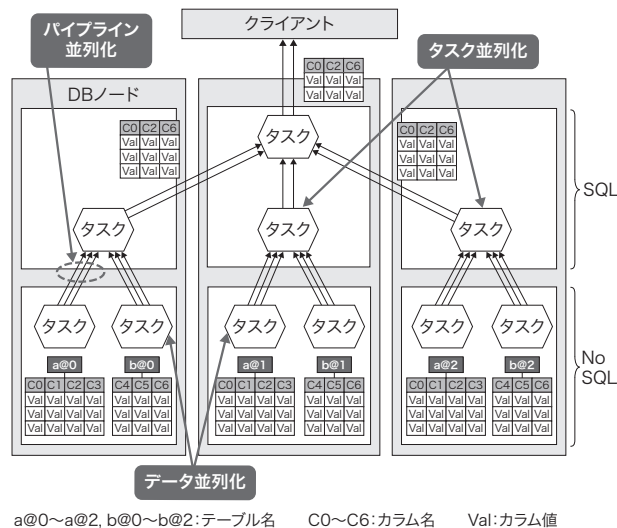 パイプライン
並列化
クライアント
タスク並列化
C0 C2 C6
Val Val Val
Val Val Val
DBノード
C0 C2 C6
Val Val Val
Val Val Val
Val Val Val
タスク
C0 C2 C6
Val Val Val
Val Val Val
Val Val Val
SQL
タスク
タスク
タスク
タスク
タスク
タスク
タスク
タスク
タスク
No
SQL
a@0
b@0
a@1
b@1
a@2
b@2
C0 C1 C2 C3
Val Val Val Val
Val Val Val Val
Val Val Val Val
C4 C5 C6
Val Val Val
Val Val Val
Val Val Val
C0 C1 C2 C3
Val Val Val Val
Val Val Val Val
Val Val Val Val
C4 C5 C6
Val Val Val
Val Val Val
Val Val Val
C0 C1 C2 C3
Val Val Val Val
Val Val Val Val
Val Val Val Val
C4 C5 C6
Val Val Val
Val Val Val
Val Val Val
データ並列化
a@0~a@2, b@0~b@2:テーブル名 C0~C6:カラム名 Val:カラム値